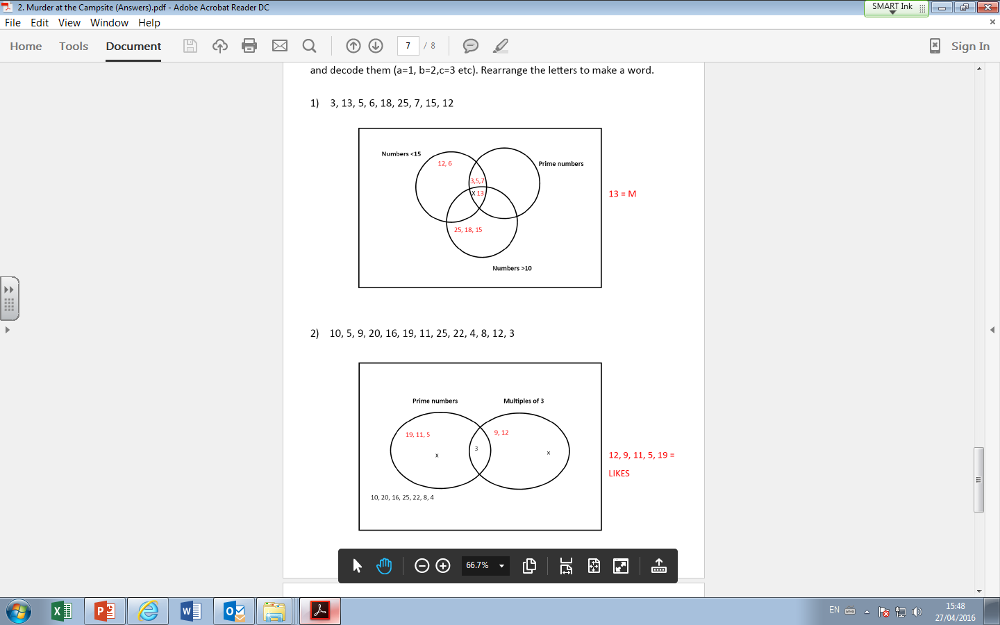 2. Murder at the Campsite (Answers).pdf - Adobe Acrobat Reader DC
SMART Ink
File Edit View Window Help
Home Tools Document 7 / 8 Sign In
and decode them (a=1, b=2,c=3 etc). Rearrange the letters to make a word.
1) 3, 13, 5, 6, 18, 25, 7, 15, 12
Numbers <15
12, 6
Prime numbers
3,5,7
X 13
13 = M
25, 18, 15
Numbers >10
2) 10, 5, 9, 20, 16, 19, 11, 25, 22, 4, 8, 12, 3
Prime numbers Multiples of 3
19, 11, 5 9, 12
3
x x
12, 9, 11, 5, 19 =
LIKES
10, 20, 16, 25, 22, 8, 4
66.7%
EN
15:48
27/04/2016